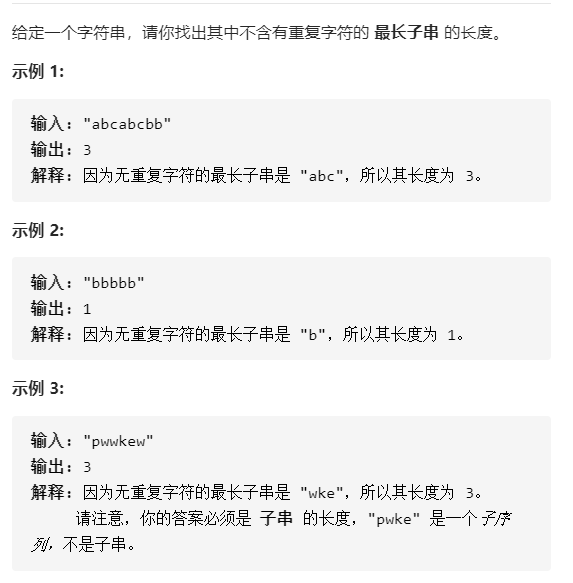 给定一个字符串，请你找出其中不含有重复字符的 最长子串 的长度。
示例 1:
输入: "abcabcbb"
输出: 3
解释: 因为无重复字符的最长子串是 "abc"，所以其长度为 3。
示例 2:
输入: "bbbbb"
输出: 1
解释: 因为无重复字符的最长子串是 "b"，所以其长度为 1。
示例 3:
输入: "pwwkew"
输出: 3
解释: 因为无重复字符的最长子串是 "wke"，所以其长度为 3。
请注意，你的答案必须是 子串 的长度，"pwke" 是一个子序
列，不是子串。